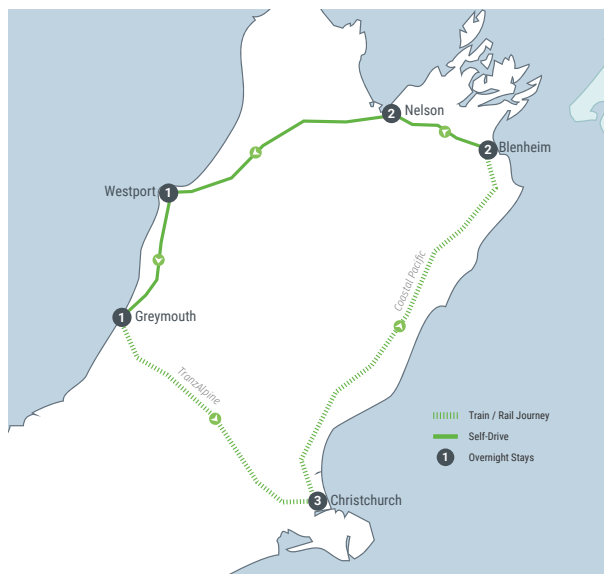 2
Nelson
2
Blenheim
Westport
1
Coastal Pacific
1
Greymouth
TranzAlpine
Train / Rail Journey
Self-Drive
1
Overnight Stays
3
Christchurch